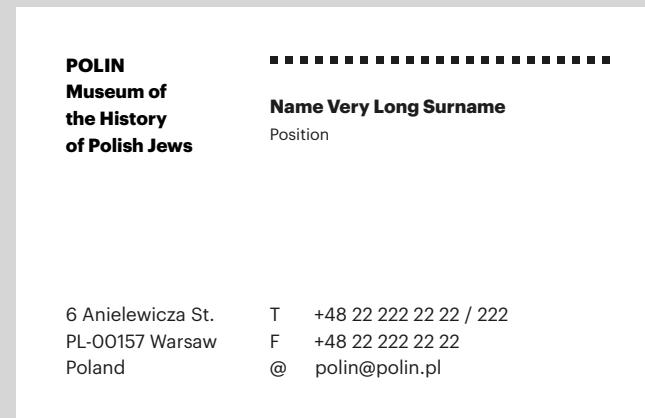 POLIN
Museum of
the History
of Polish Jews
Name Very Long Surname
Position
6 Anielewicza St.
PL-00157 Warsaw
Poland
T +48 22 222 22 22 / 222
F +48 22 222 22 22
@ polin@polin.pl